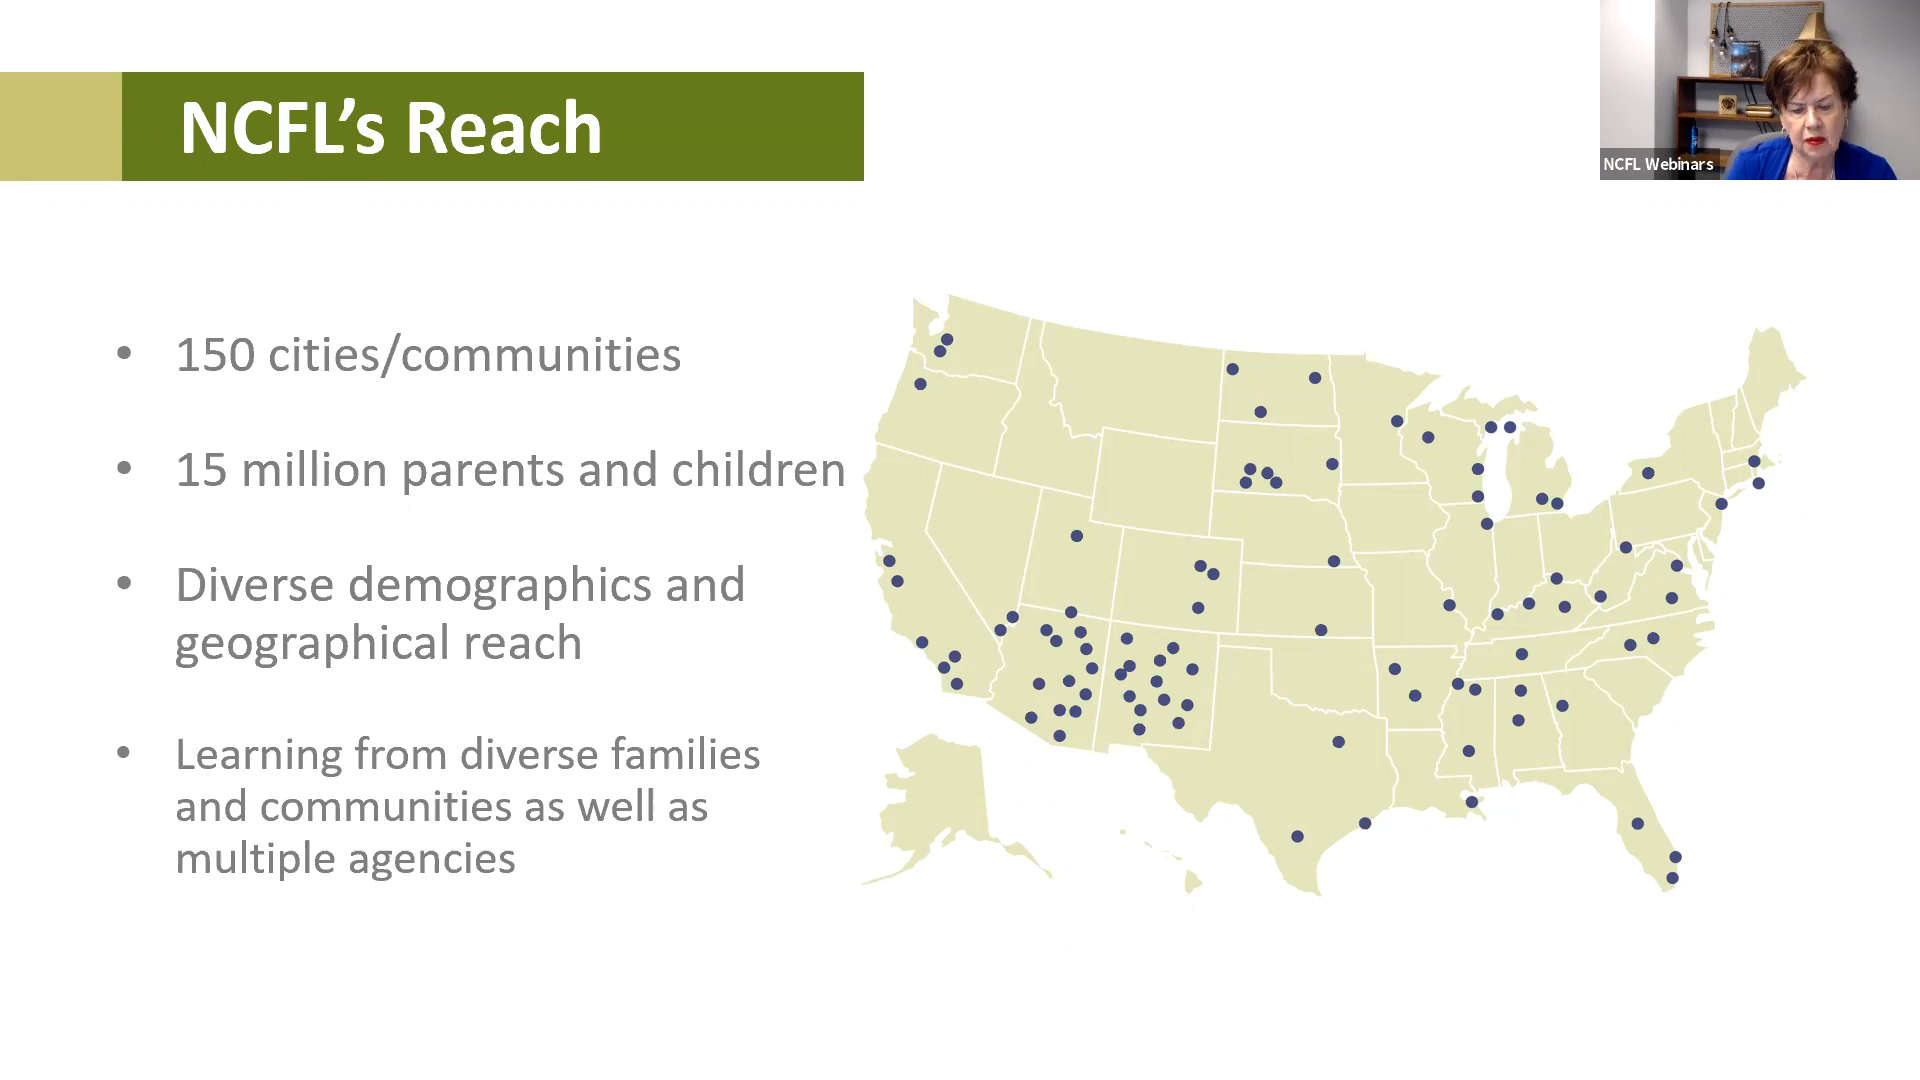 NCFL’s Reach
NCFL Webinars
• 150 cities/communities
• 15 million parents and children
• Diverse demographics and
geographical reach
• Learning from diverse families
and communities as well as
multiple agencies